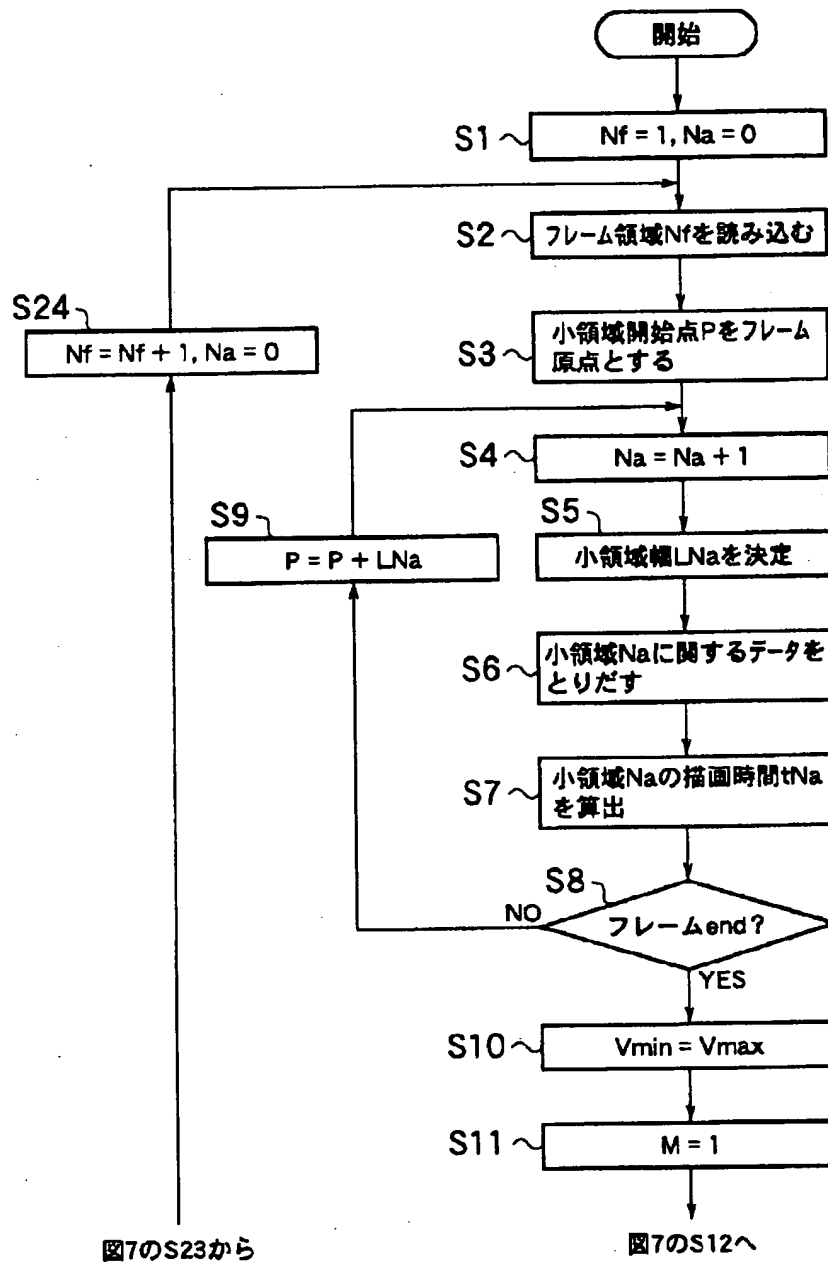 開始
S1
Nf = 1, Na = 0
S2
フレーム領域Nfを読み込む
S24
Nf = Nf + 1, Na = 0
S3
小領域開始点Pをフレーム
原点とする
S4
Na = Na + 1
S9
P = P + LNa
S5
小領域幅LNaを決定
S6
小領域Naに関するデータを
とりだす
S7
小領域Naの描画時間tNa
を算出
S8
フレームend?
NO
YES
S10
Vmin = Vmax
S11
M = 1
図7のS23から
図7のS12へ